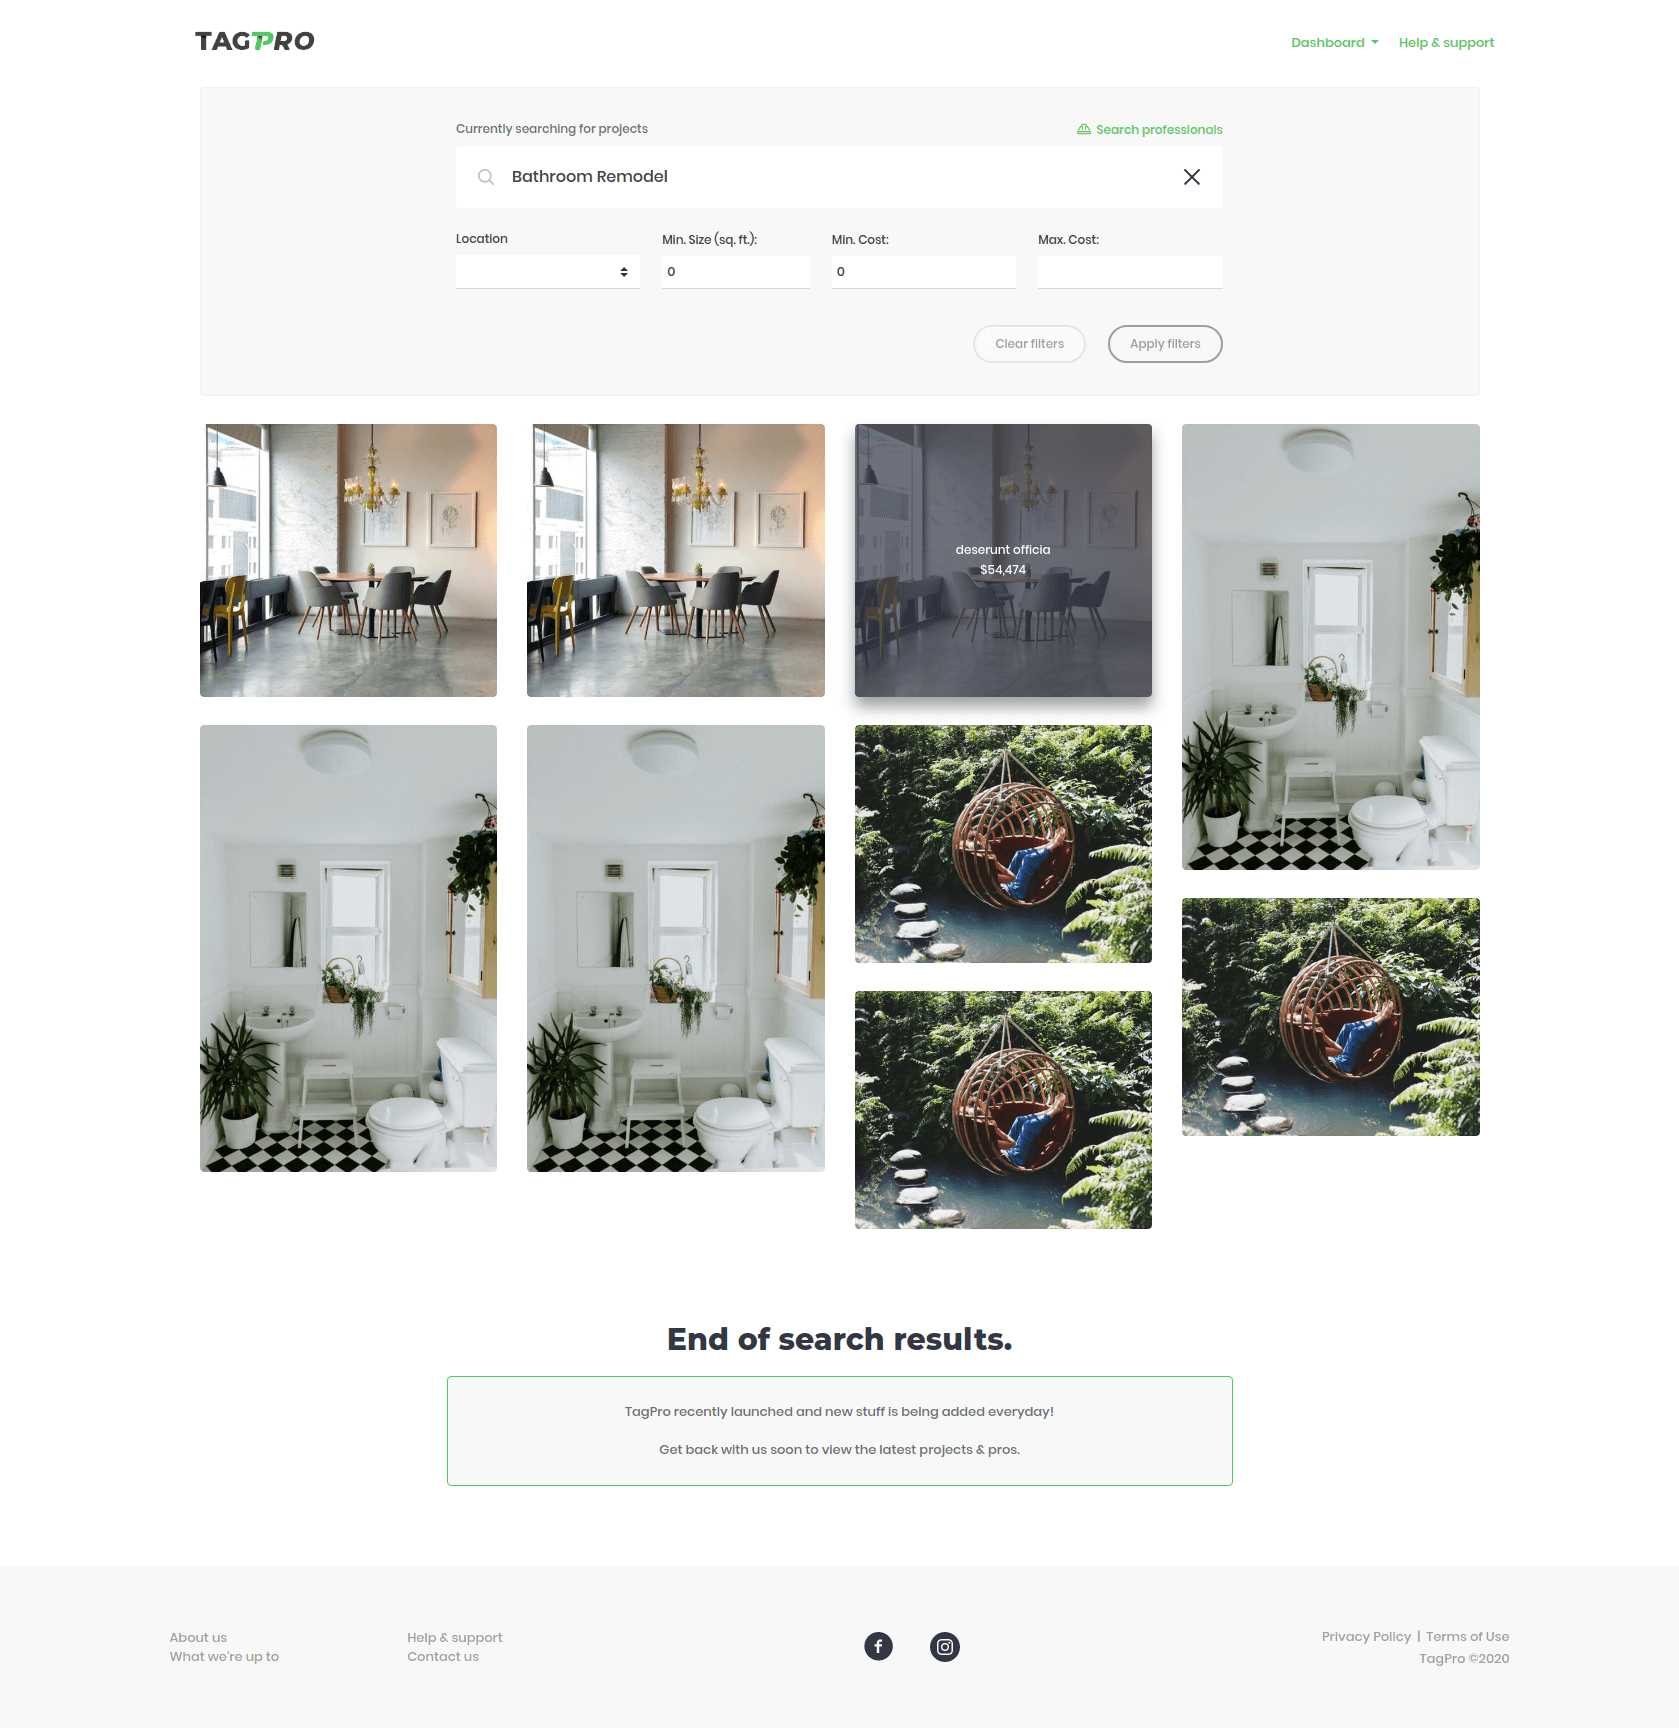 TAGPRO
Dashboard
Help & support
Currently searching for projects
Search professionals
Bathroom Remodel
Location
Min. Size (sq. ft.):
Min. Cost:
Max. Cost:
0
0
Clear filters
Apply filters
deserunt officia
$54,474
End of search results.
TagPro recently launched and new stuff is being added everyday!
Get back with us soon to view the latest projects & pros.
About us
What we're up to
Help & support
Contact us
Privacy Policy | Terms of Use
TagPro ©2020